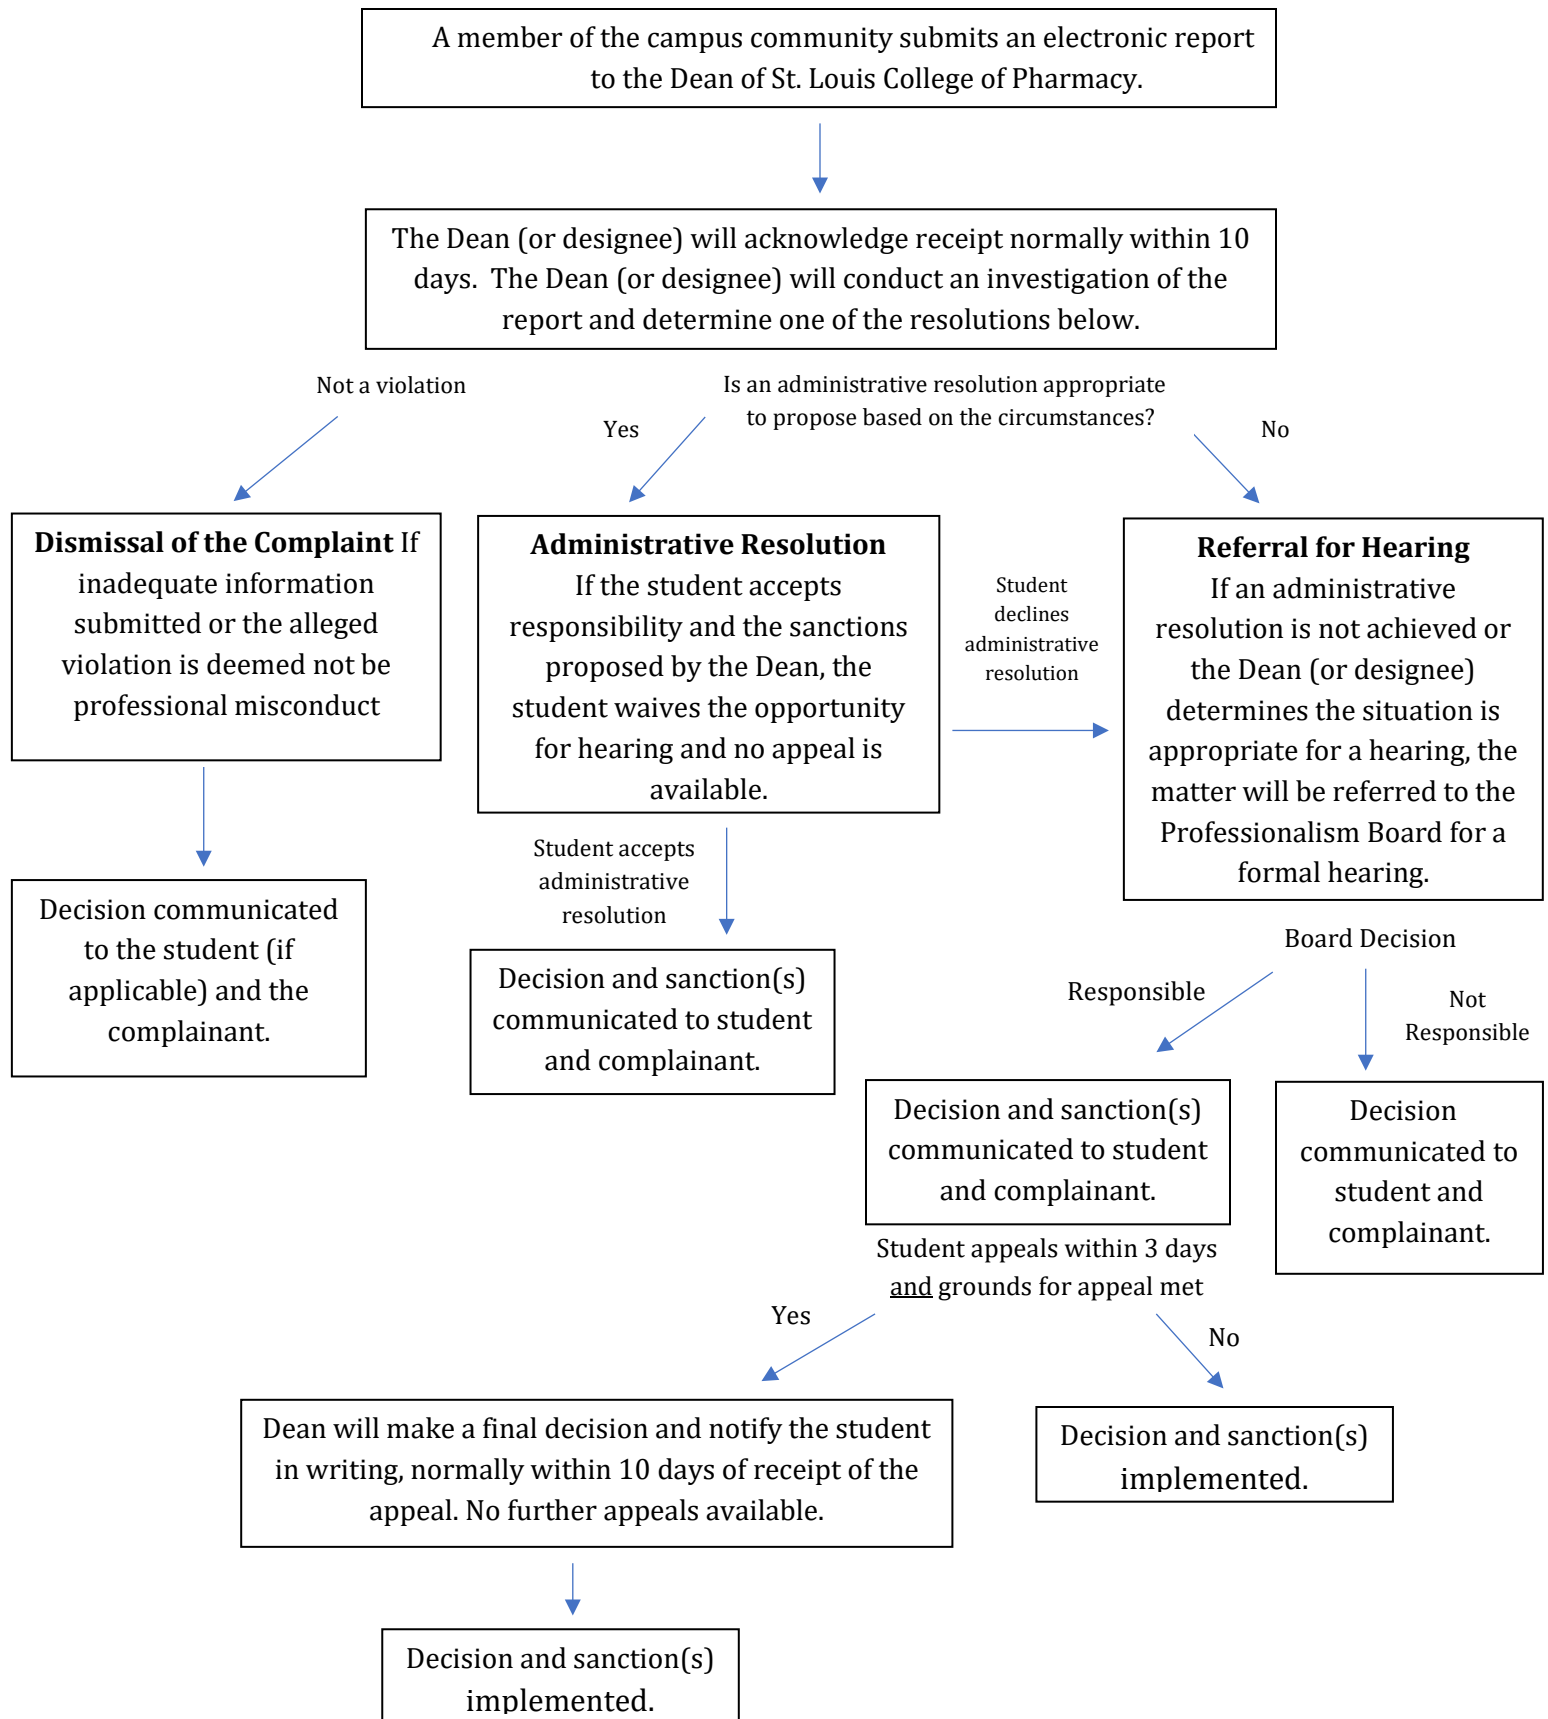 A member of the campus community submits an electronic report
to the Dean of St. Louis College of Pharmacy.
The Dean (or designee) will acknowledge receipt normally within 10
days.  The Dean (or designee) will conduct an investigation of the
report and determine one of the resolutions below.
Not a violation
Is an administrative resolution appropriate
to propose based on the circumstances?
Yes
No
Dismissal of the Complaint If
inadequate information
submitted or the alleged
violation is deemed not be
professional misconduct
Administrative Resolution
If the student accepts
responsibility and the sanctions
proposed by the Dean, the
student waives the opportunity
for hearing and no appeal is
available.
Student
declines
administrative
resolution
Referral for Hearing
If an administrative
resolution is not achieved or
the Dean (or designee)
determines the situation is
appropriate for a hearing, the
matter will be referred to the
Professionalism Board for a
formal hearing.
Student accepts
administrative
resolution
Decision communicated
to the student (if
applicable) and the
complainant.
Decision and sanction(s)
communicated to student
and complainant.
Board Decision
Responsible
Not
Responsible
Decision and sanction(s)
communicated to student
and complainant.
Decision
communicated to
student and
complainant.
Student appeals within 3 days
and grounds for appeal met
Yes
No
Dean will make a final decision and notify the student
in writing, normally within 10 days of receipt of the
appeal. No further appeals available.
Decision and sanction(s)
implemented.
Decision and sanction(s)
implemented.